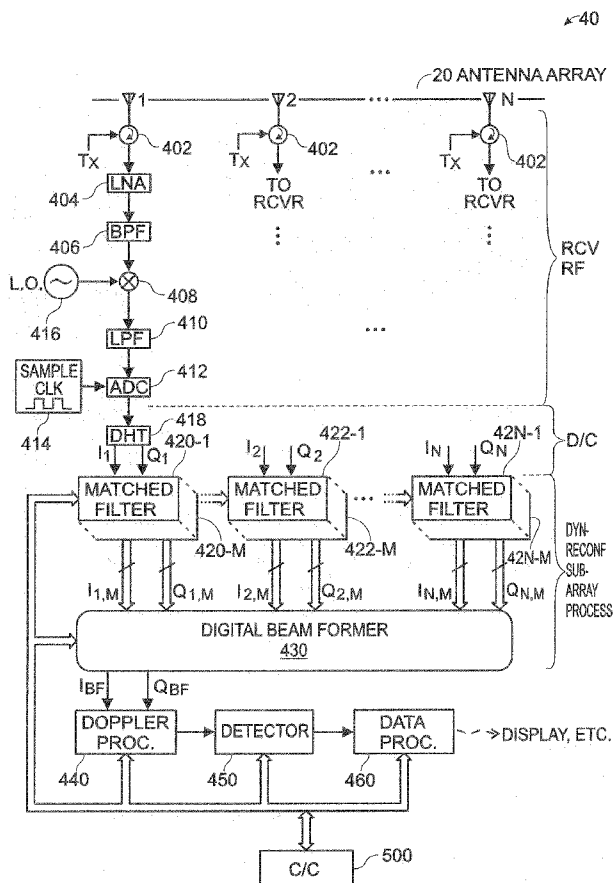 40
20 ANTENNA ARRAY
1
2
...
N
402
402
402
TX
TX
TX
...
LNA
404
TO
RCVR
TO
RCVR
BPF
406
RCV
RF
L.O.
408
416
LPF
410
...
SAMPLE
CLK
412
ADC
414
418
DHT
D/C
I1
Q1
420-1
I2
Q2
422-1
IN
QN
42N-1
MATCHED
FILTER
MATCHED
FILTER
...
MATCHED
FILTER
420-M
422-M
42N-M
DYN-
RECONF
SUB-
ARRAY
PROCESS
I1,M
Q1,M
I2,M
Q2,M
IN,M
QN,M
DIGITAL BEAM FORMER
430
IBF
QBF
DOPPLER
PROC.
DETECTOR
DATA
PROC.
DISPLAY, ETC.
440
450
460
500
C/C